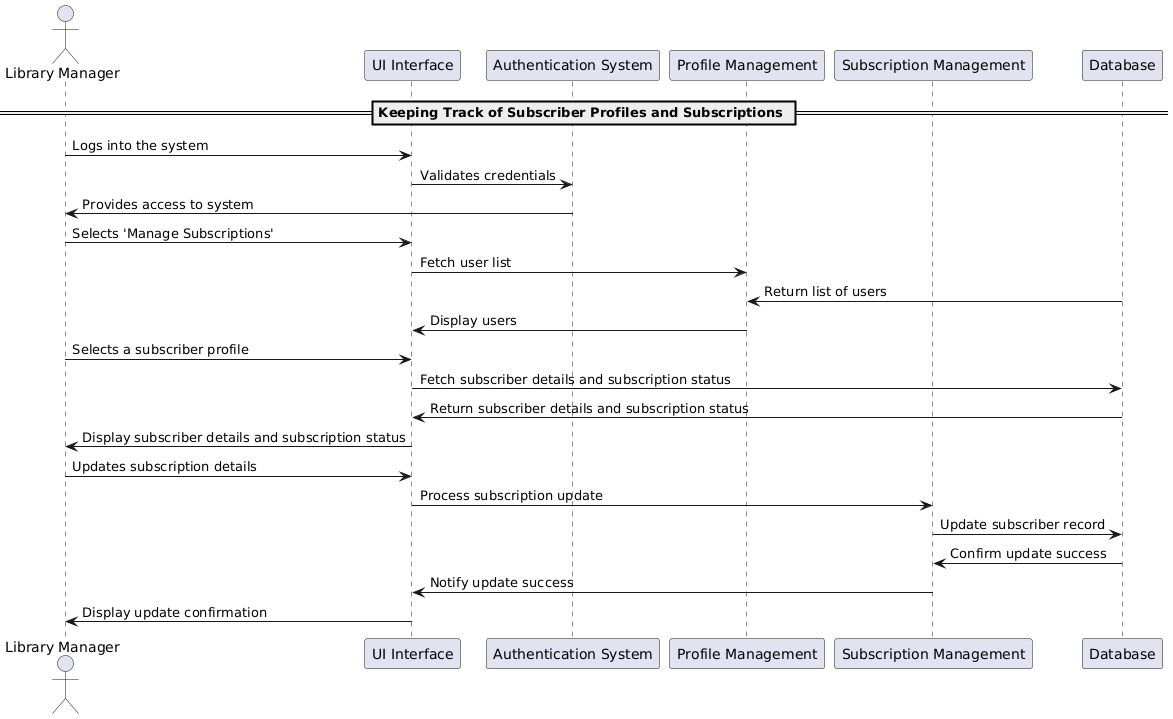 Library Manager
UI Interface
Authentication System
Profile Management
Subscription Management
Database
Keeping Track of Subscriber Profiles and Subscriptions
Logs into the system
Validates credentials
Provides access to system
Selects 'Manage Subscriptions'
Fetch user list
Return list of users
Display users
Selects a subscriber profile
Fetch subscriber details and subscription status
Return subscriber details and subscription status
Display subscriber details and subscription status
Updates subscription details
Process subscription update
Update subscriber record
Confirm update success
Notify update success
Display update confirmation
Library Manager
UI Interface
Authentication System
Profile Management
Subscription Management
Database